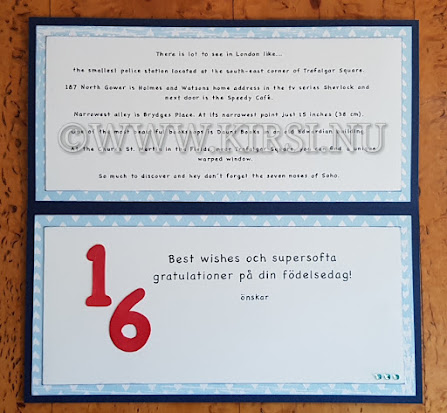 There is lot to see in London like...
the smallest police station located at the south-east corner of Trafalgar Square.
187 North Gower is Holmes and Watsons home address in the tv series Sherlock and
next door is the Speedy Café.
Narrowest alley is Brydges Place. At its narrowest point just 15 inches (38 cm).
©WWW.KIRSI.NU
of the most bookshops is Daunt Books in an old Edwardian building.
At the church St. Martin in the Fields near Trafalgar Square you can find
warped window.
So much to discover and hey don't forget the seven noses of Soho.
16
Best wishes och supersofta
gratulationer på din födelsedag!
önskar